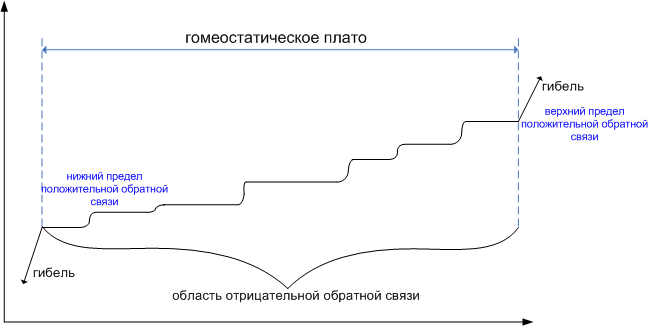 гомеостатическое плато
гибель
верхний предел
положительной обратной
связи
нижний предел
положительной обратной
связи
гибель
область отрицательной обратной связи